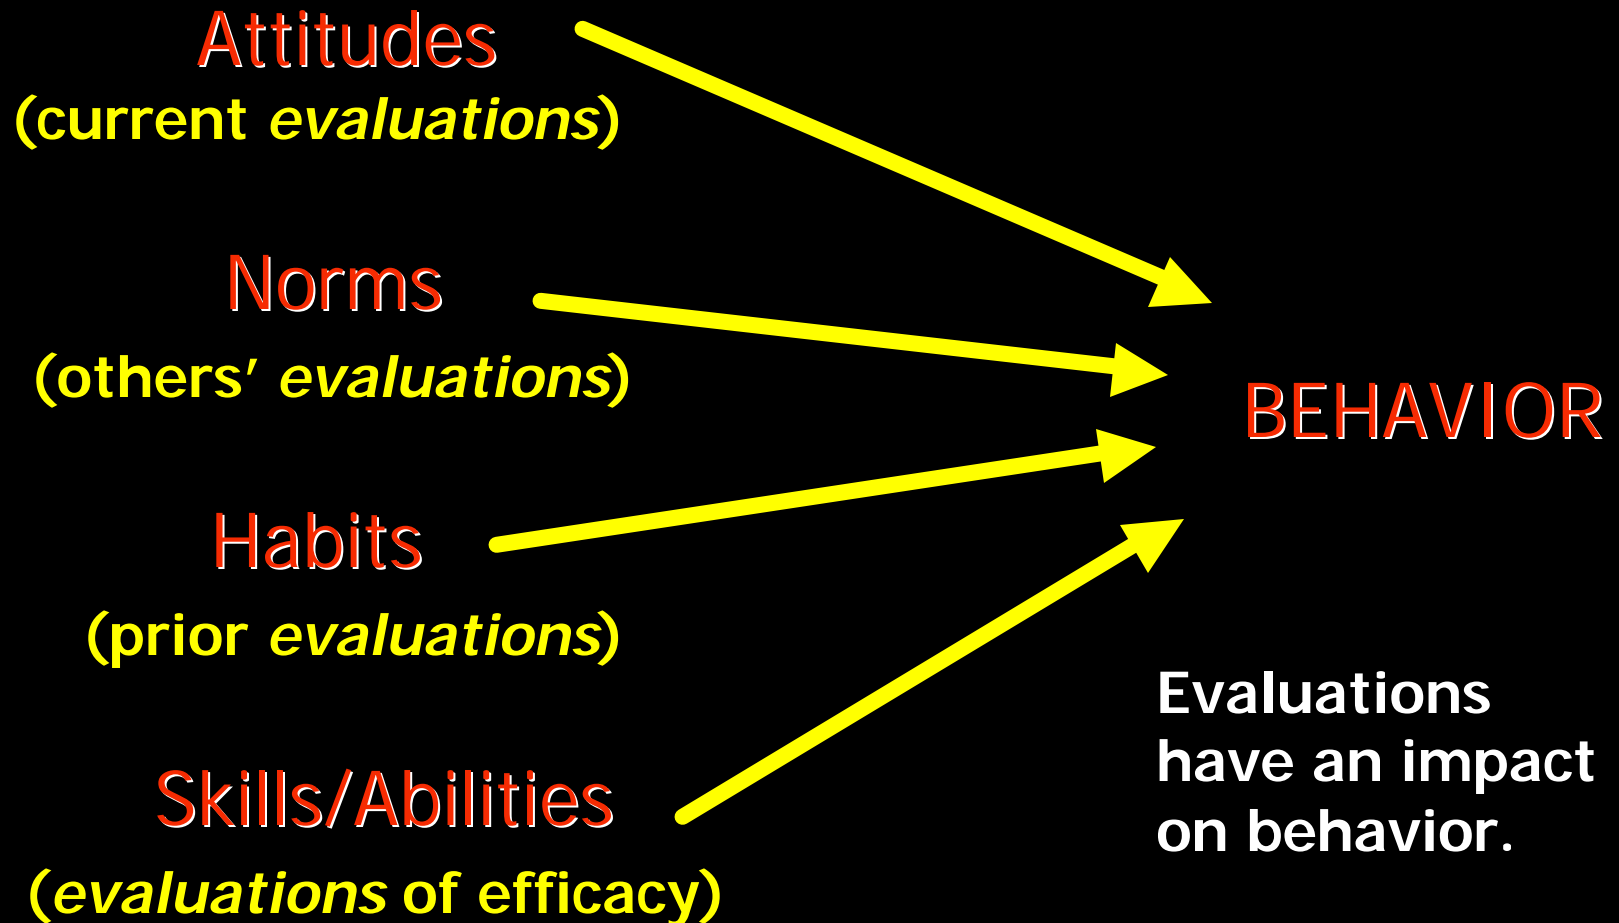 Attitudes
(current evaluations)
Norms
(others’ evaluations)
BEHAVIOR
Habits
(prior evaluations)
Skills/Abilities
(evaluations of efficacy)
Evaluations
have an impact
on behavior.